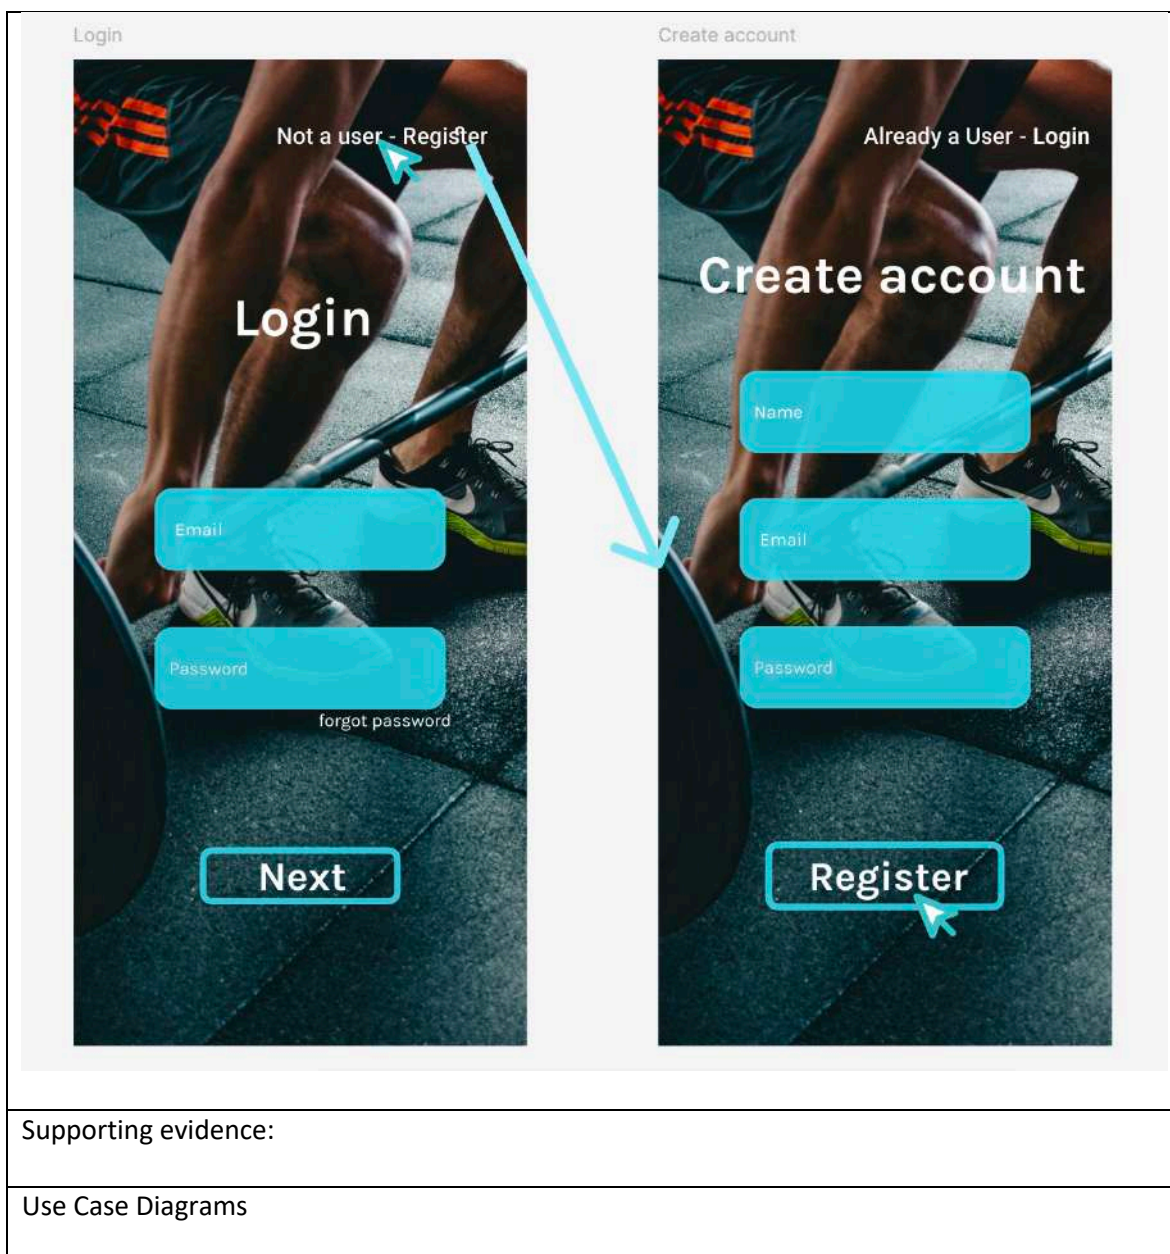 Login
Not a user - Register
Login
Email
Password
forgot password
Next
Create account
Already a User - Login
Create account
Name
Email
Password
Register
Supporting evidence:
Use Case Diagrams